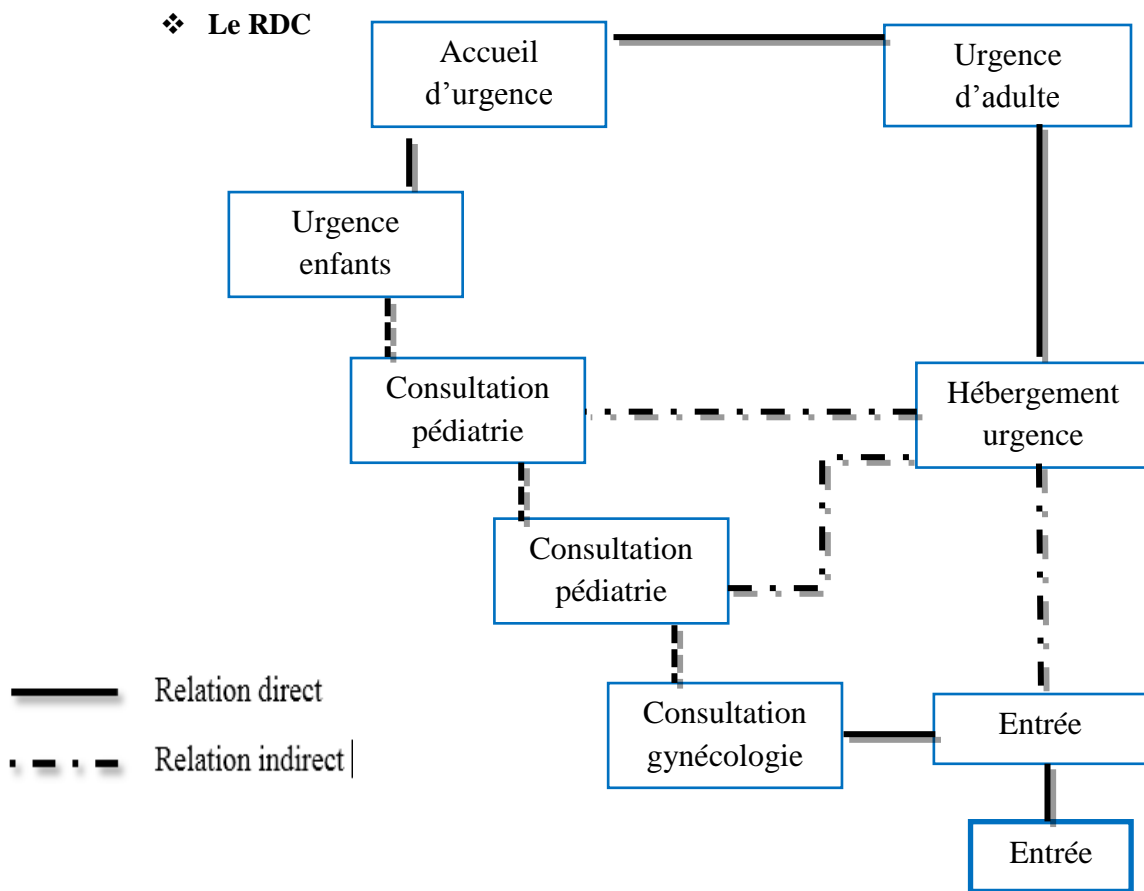 ❖ Le RDC
Accueil
d'urgence
Urgence
d'adulte
Urgence
enfants
Consultation
pédiatrie
Hébergement
urgence
Consultation
pédiatrie
Relation direct
Consultation
gynécologie
Entrée
Relation indirect
Entrée